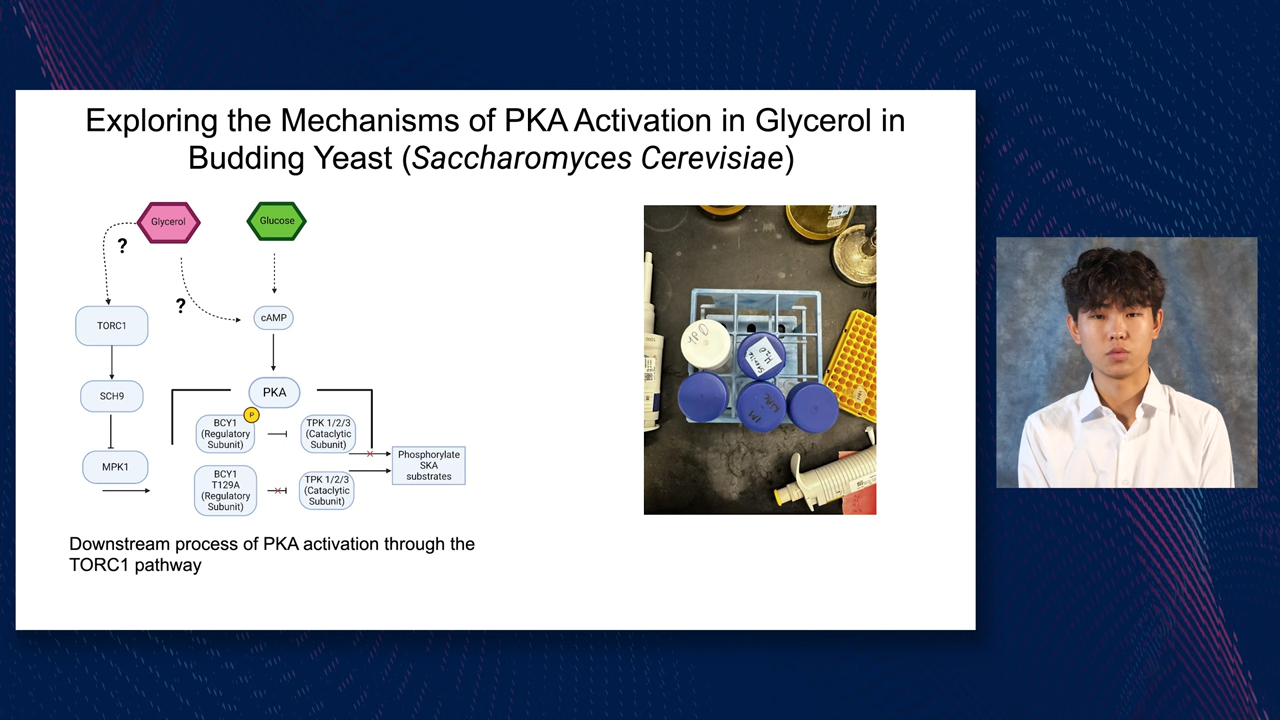 Exploring the Mechanisms of PKA Activation in Glycerol in
Budding Yeast (Saccharomyces Cerevisiae)
Glycerol
Glucose
?
?
TORC1
cAMP
SCH9
PKA
P
BCY1
(Regulatory
Subunit)
TPK 1/2/3
(Cataclytic
Subunit)
MPK1
BCY1
T129A
(Regulatory
Subunit)
TPK 1/2/3
(Cataclytic
Subunit)
Phosphorylate
SKA
substrates
Downstream process of PKA activation through the
TORC1 pathway
H2O